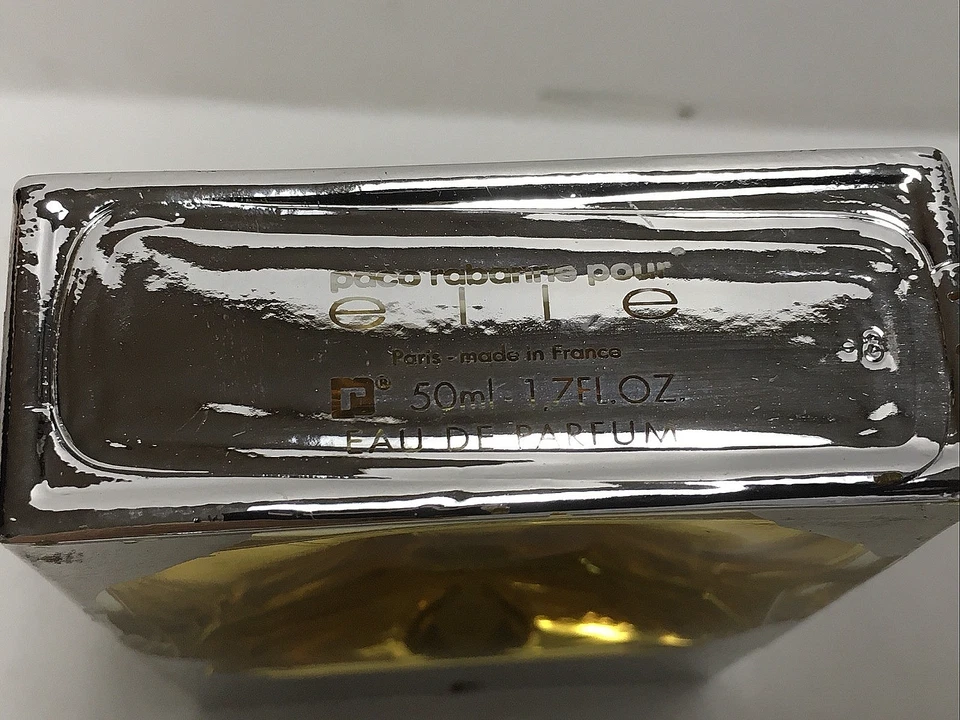 paco rabanne pour
elle
Paris - made in France
® 50ml - 1,7FL.OZ.
EAU DE PARFUM